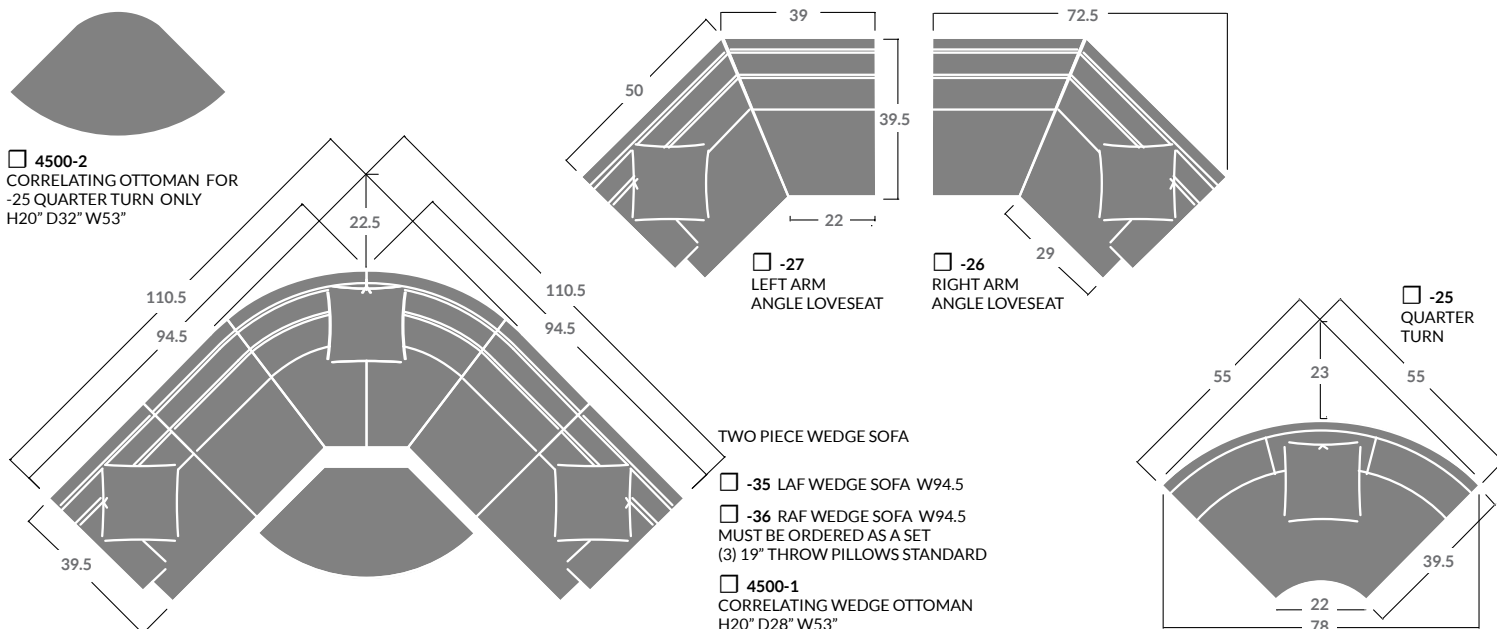 ☐ 4500-2
CORRELATING OTTOMAN FOR
-25 QUARTER TURN ONLY
H20” D32” W53”
22.5
110.5
94.5
110.5
94.5
39.5
39
50
39.5
22
☐ -27
LEFT ARM
ANGLE LOVESEAT
72.5
29
☐ -26
RIGHT ARM
ANGLE LOVESEAT
TWO PIECE WEDGE SOFA
☐ -35 LAF WEDGE SOFA W94.5
☐ -36 RAF WEDGE SOFA W94.5
MUST BE ORDERED AS A SET
(3) 19” THROW PILLOWS STANDARD
☐ 4500-1
CORRELATING WEDGE OTTOMAN
H20” D28” W53”
☐ -25
QUARTER
TURN
55
23
55
39.5
22
78